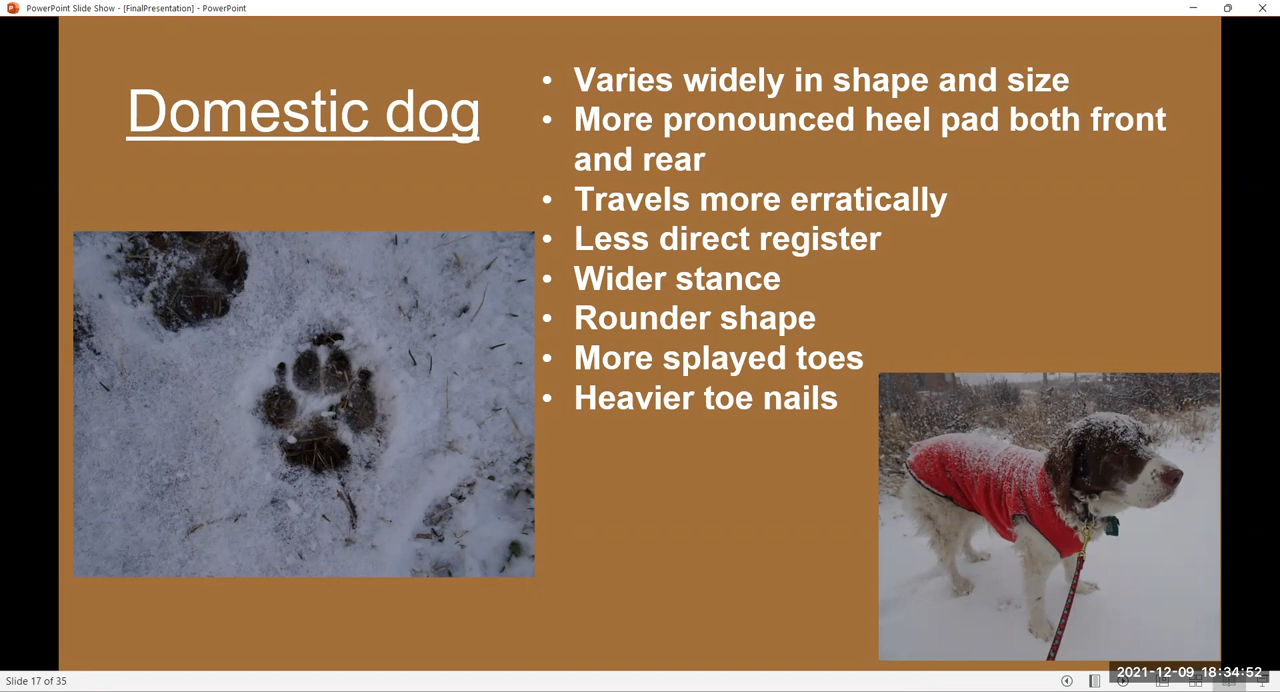 PowerPoint Slide Show - [FinalPresentation] - PowerPoint
Domestic dog
• Varies widely in shape and size
• More pronounced heel pad both front
and rear
• Travels more erratically
• Less direct register
• Wider stance
• Rounder shape
• More splayed toes
• Heavier toe nails
2021-12-09 18:34:52
Slide 17 of 35